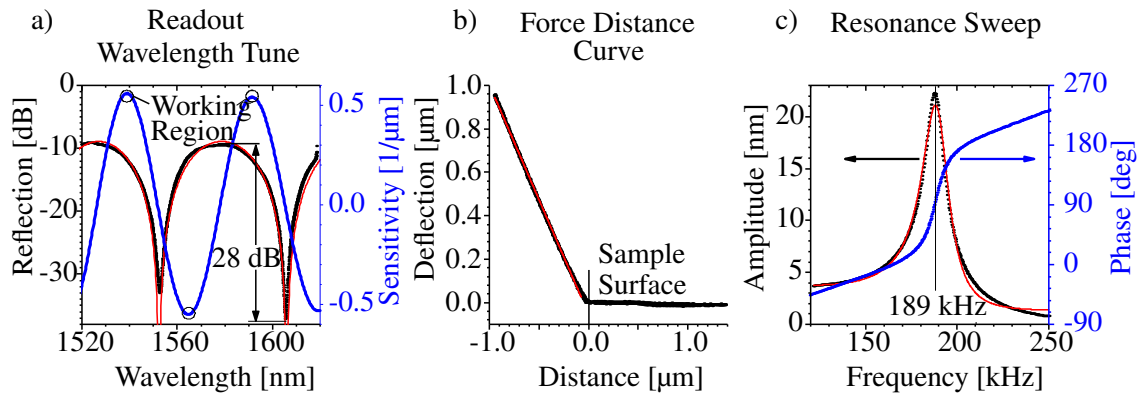 a)
Readout
Wavelength Tune
0
-10
-20
-30
Reflection [dB]
Working
Region
28 dB
0.5
0.0
-0.5
Sensitivity [1/μm]
1520
1560
1600
Wavelength [nm]
b)
Force Distance
Curve
1.0
0.8
0.6
0.4
0.2
0.0
Deflection [μm]
Sample
Surface
-1.0
0.0
1.0
Distance [μm]
c)
Resonance Sweep
20
15
10
5
0
Amplitude [nm]
189 kHz
270
180
90
0
-90
Phase [deg]
150
200
250
Frequency [kHz]